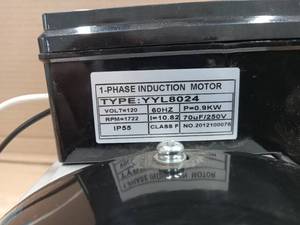 1-PHASE INDUCTION MOTOR
TYPE:YYL8024
VOLT=120 60HZ P=0.9KW
RPM=1722 I=10.82 70uF/250V
IP55 CLASS F NO.2012100076